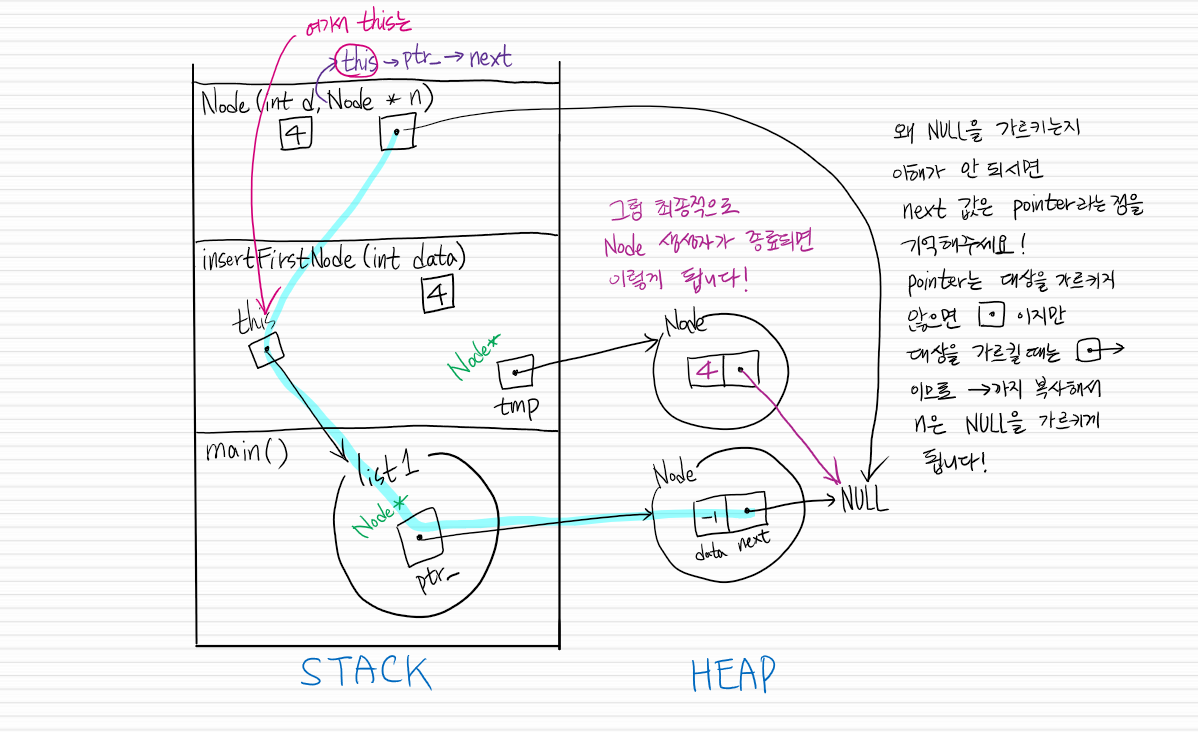 여기서 this는
this→ptr_→next
Node(int d, Node * n)
4
insertFirstNode(int data)
4
this
Node*
tmp
main()
list1
Node*
ptr_
STACK
그럼 최종적으로
Node 생성자가 종료되면
이렇게 됩니다!
Node
4
Node
-1
data next
NULL
HEAP
왜 NULL을 가르키는지
이해가 안 되시면
next 값은 pointer라는 점을
기억해주세요!
pointer는 대상을 가르키지
않으면 이지만
대상을 가르킬 때는
이므로 →까지 복사해서
n은 NULL을 가르키게
됩니다!